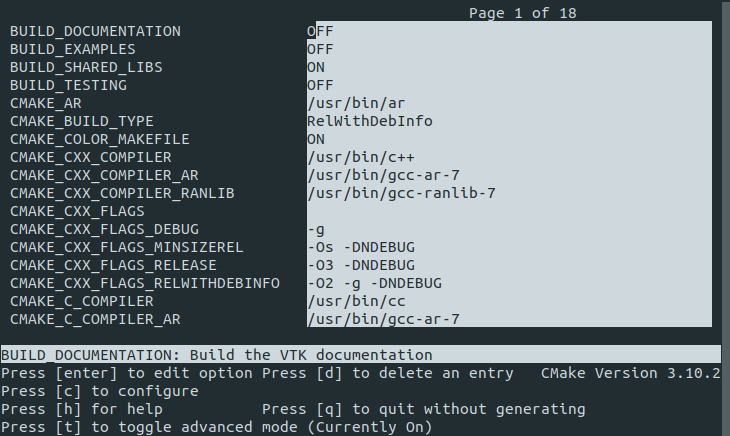 Page 1 of 18
BUILD_DOCUMENTATION OFF
BUILD_EXAMPLES OFF
BUILD_SHARED_LIBS ON
BUILD_TESTING OFF
CMAKE_AR /usr/bin/ar
CMAKE_BUILD_TYPE RelWithDebInfo
CMAKE_COLOR_MAKEFILE ON
CMAKE_CXX_COMPILER /usr/bin/c++
CMAKE_CXX_COMPILER_AR /usr/bin/gcc-ar-7
CMAKE_CXX_COMPILER_RANLIB /usr/bin/gcc-ranlib-7
CMAKE_CXX_FLAGS
CMAKE_CXX_FLAGS_DEBUG -g
CMAKE_CXX_FLAGS_MINSIZEREL -Os -DNDEBUG
CMAKE_CXX_FLAGS_RELEASE -O3 -DNDEBUG
CMAKE_CXX_FLAGS_RELWITHDEBINFO -O2 -g -DNDEBUG
CMAKE_C_COMPILER /usr/bin/cc
CMAKE_C_COMPILER_AR /usr/bin/gcc-ar-7
BUILD_DOCUMENTATION: Build the VTK documentation
Press [enter] to edit option Press [d] to delete an entry CMake Version 3.10.2
Press [c] to configure
Press [h] for help Press [q] to quit without generating
Press [t] to toggle advanced mode (Currently On)